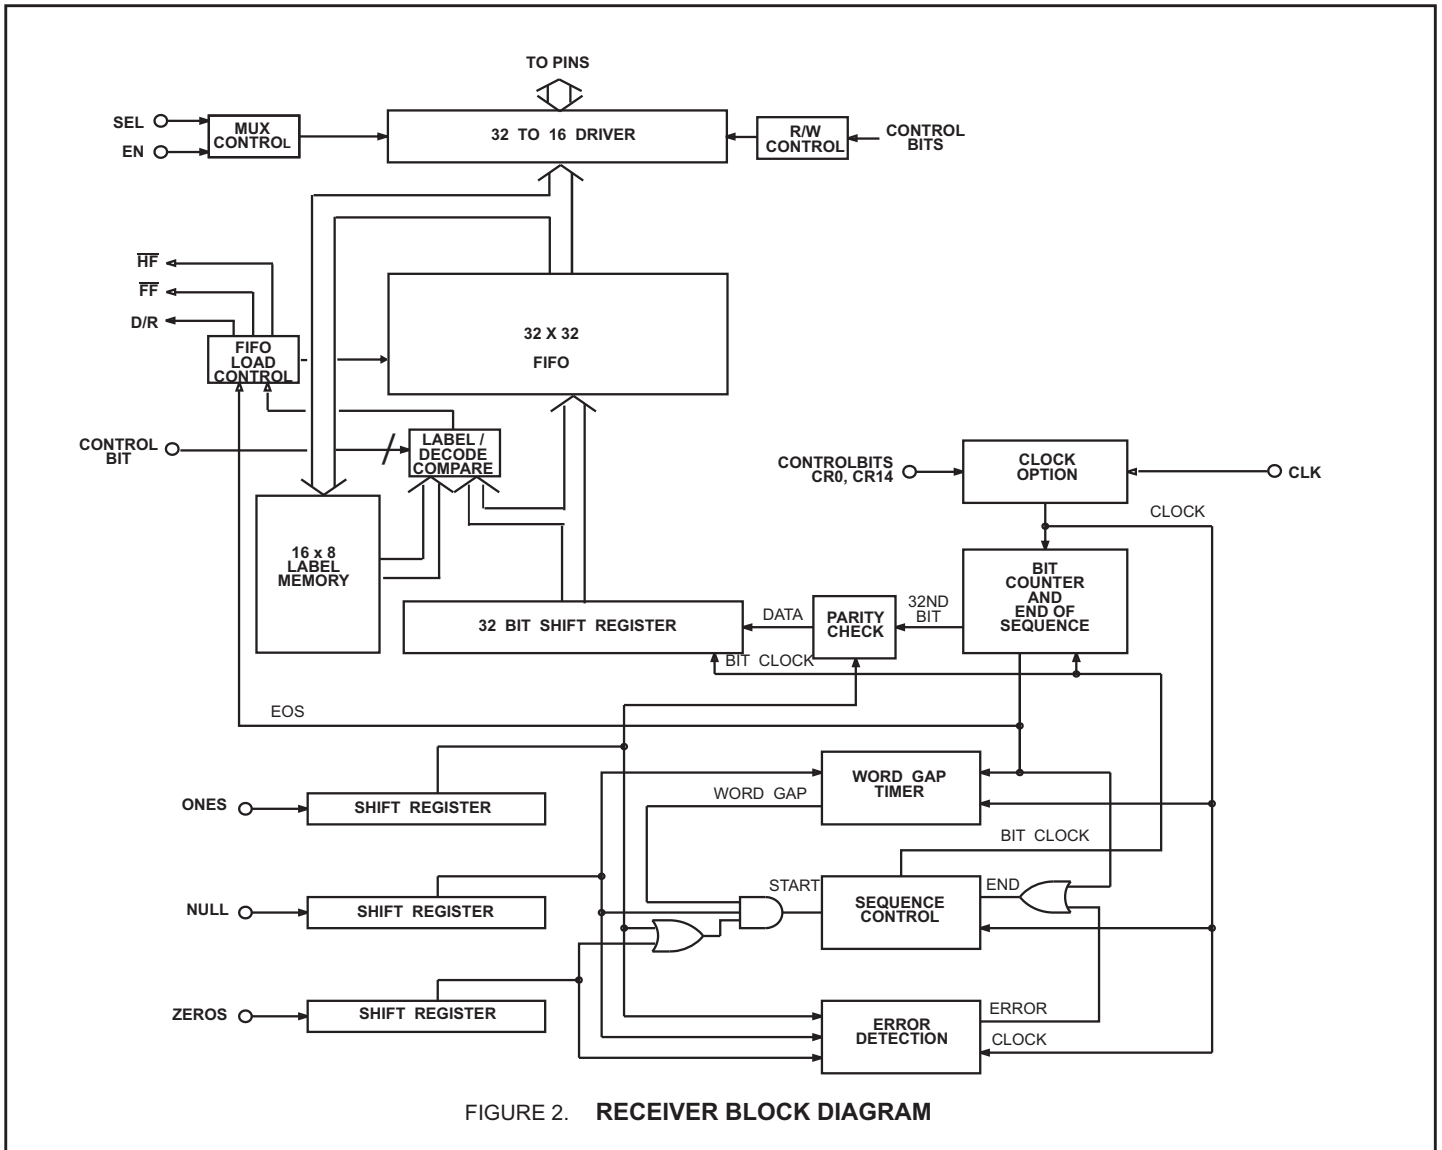 TO PINS
SEL
EN
MUX
CONTROL
32 TO 16 DRIVER
R/W
CONTROL
CONTROL
BITS
HF
FF
D/R
FIFO
LOAD
CONTROL
32 X 32
FIFO
CONTROL
BIT
/
LABEL /
DECODE
COMPARE
CONTROLBITS
CR0, CR14
CLOCK
OPTION
CLK
CLOCK
16 x 8
LABEL
MEMORY
BIT
COUNTER
AND
END OF
SEQUENCE
32 BIT SHIFT REGISTER
DATA
PARITY
CHECK
32ND
BIT
BIT CLOCK
EOS
ONES
SHIFT REGISTER
WORD GAP
WORD GAP
TIMER
BIT CLOCK
NULL
SHIFT REGISTER
START
SEQUENCE
CONTROL
END
ZEROS
SHIFT REGISTER
ERROR
DETECTION
ERROR
CLOCK
FIGURE 2. RECEIVER BLOCK DIAGRAM